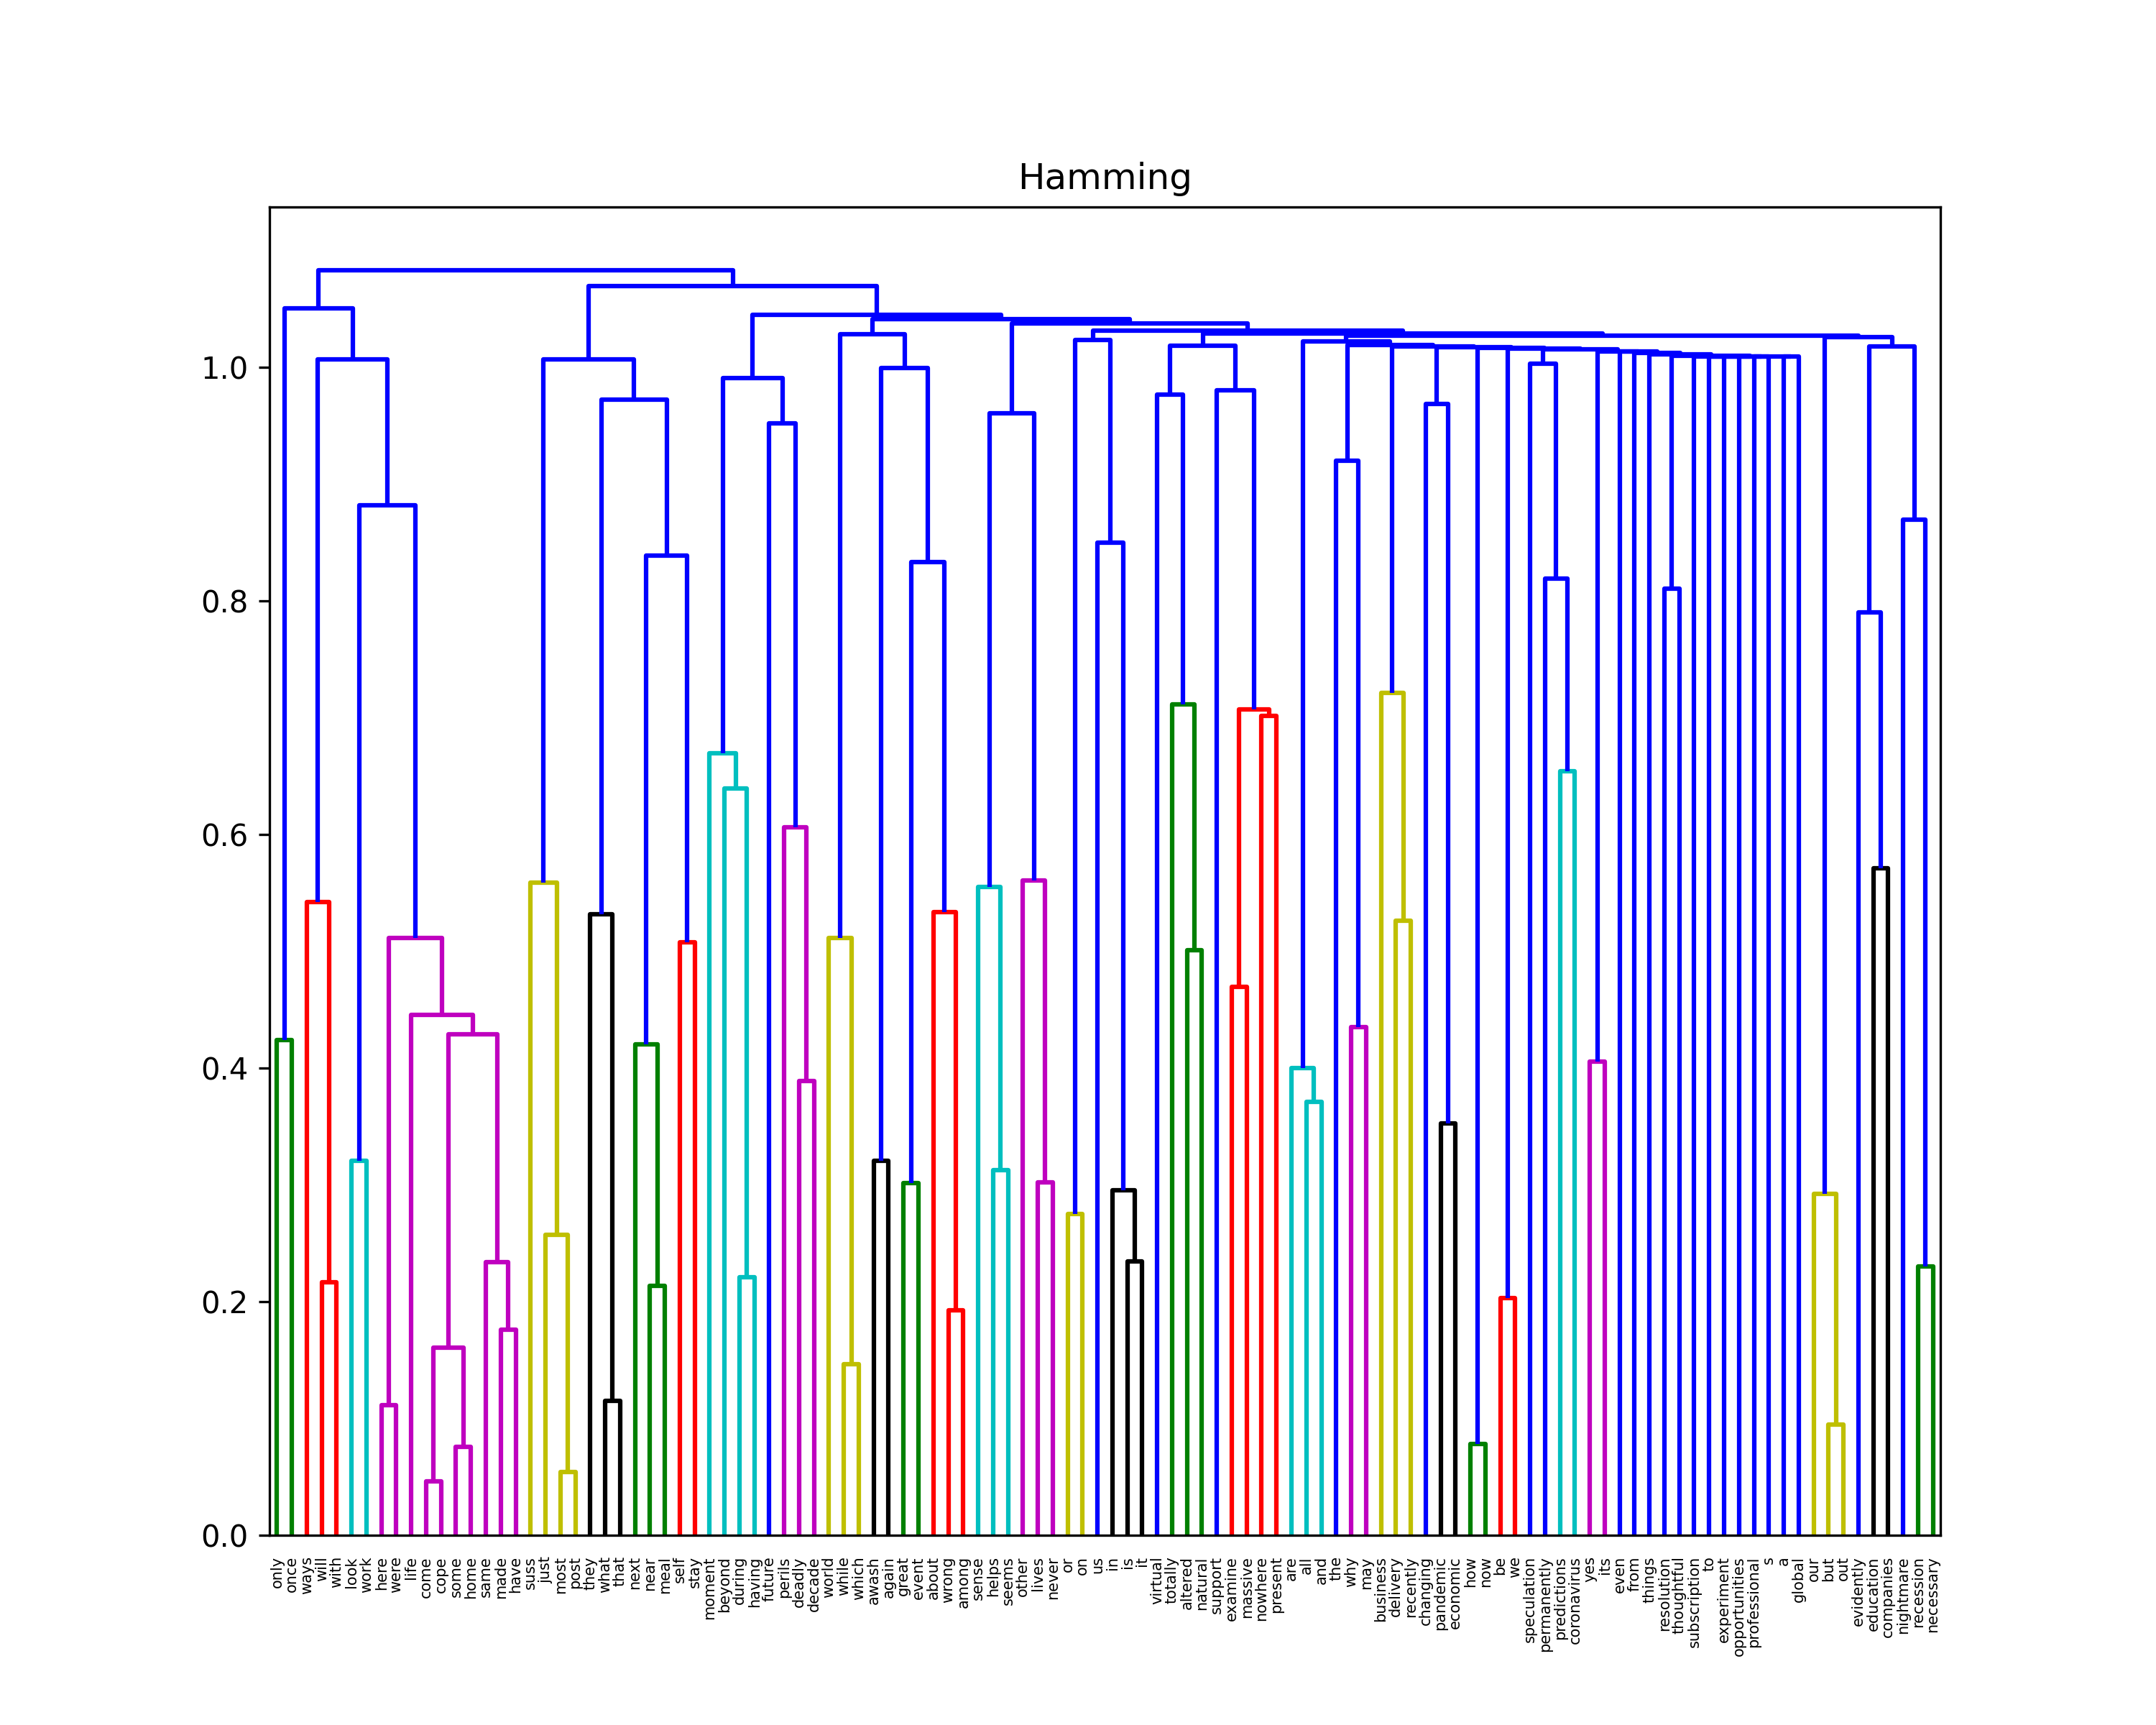 Hamming
1.0
0.8
0.6
0.4
0.2
0.0
only
once
ways
will
with
look
work
here
were
life
come
cope
some
home
same
made
have
suss
just
most
post
they
what
that
next
near
meal
self
stay
moment
beyond
during
having
future
perils
deadly
decade
world
while
which
awash
again
great
event
about
wrong
among
sense
helps
seems
other
lives
never
or
on
us
in
is
it
virtual
totally
altered
natural
support
examine
massive
nowhere
present
are
all
and
the
why
may
business
delivery
recently
changing
pandemic
economic
how
now
be
we
speculation
permanently
predictions
coronavirus
yes
its
even
from
things
resolution
thoughtful
subscription
to
experiment
opportunities
professional
s
a
global
our
but
out
evidently
education
companies
nightmare
recession
necessary